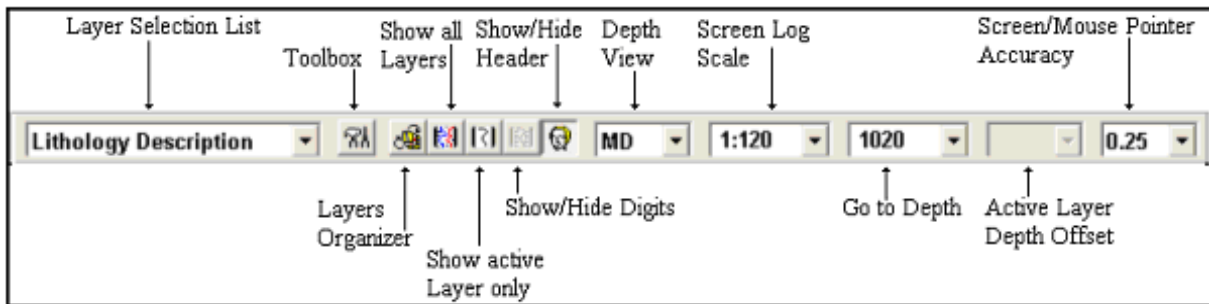 Layer Selection List
Toolbox
Show all
Layers
Show/Hide
Header
Depth
View
Screen Log
Scale
Screen/Mouse Pointer
Accuracy
Lithology Description
MD
1:120
1020
0.25
Layers
Organizer
Show active
Layer only
Show/Hide Digits
Go to Depth
Active Layer
Depth Offset